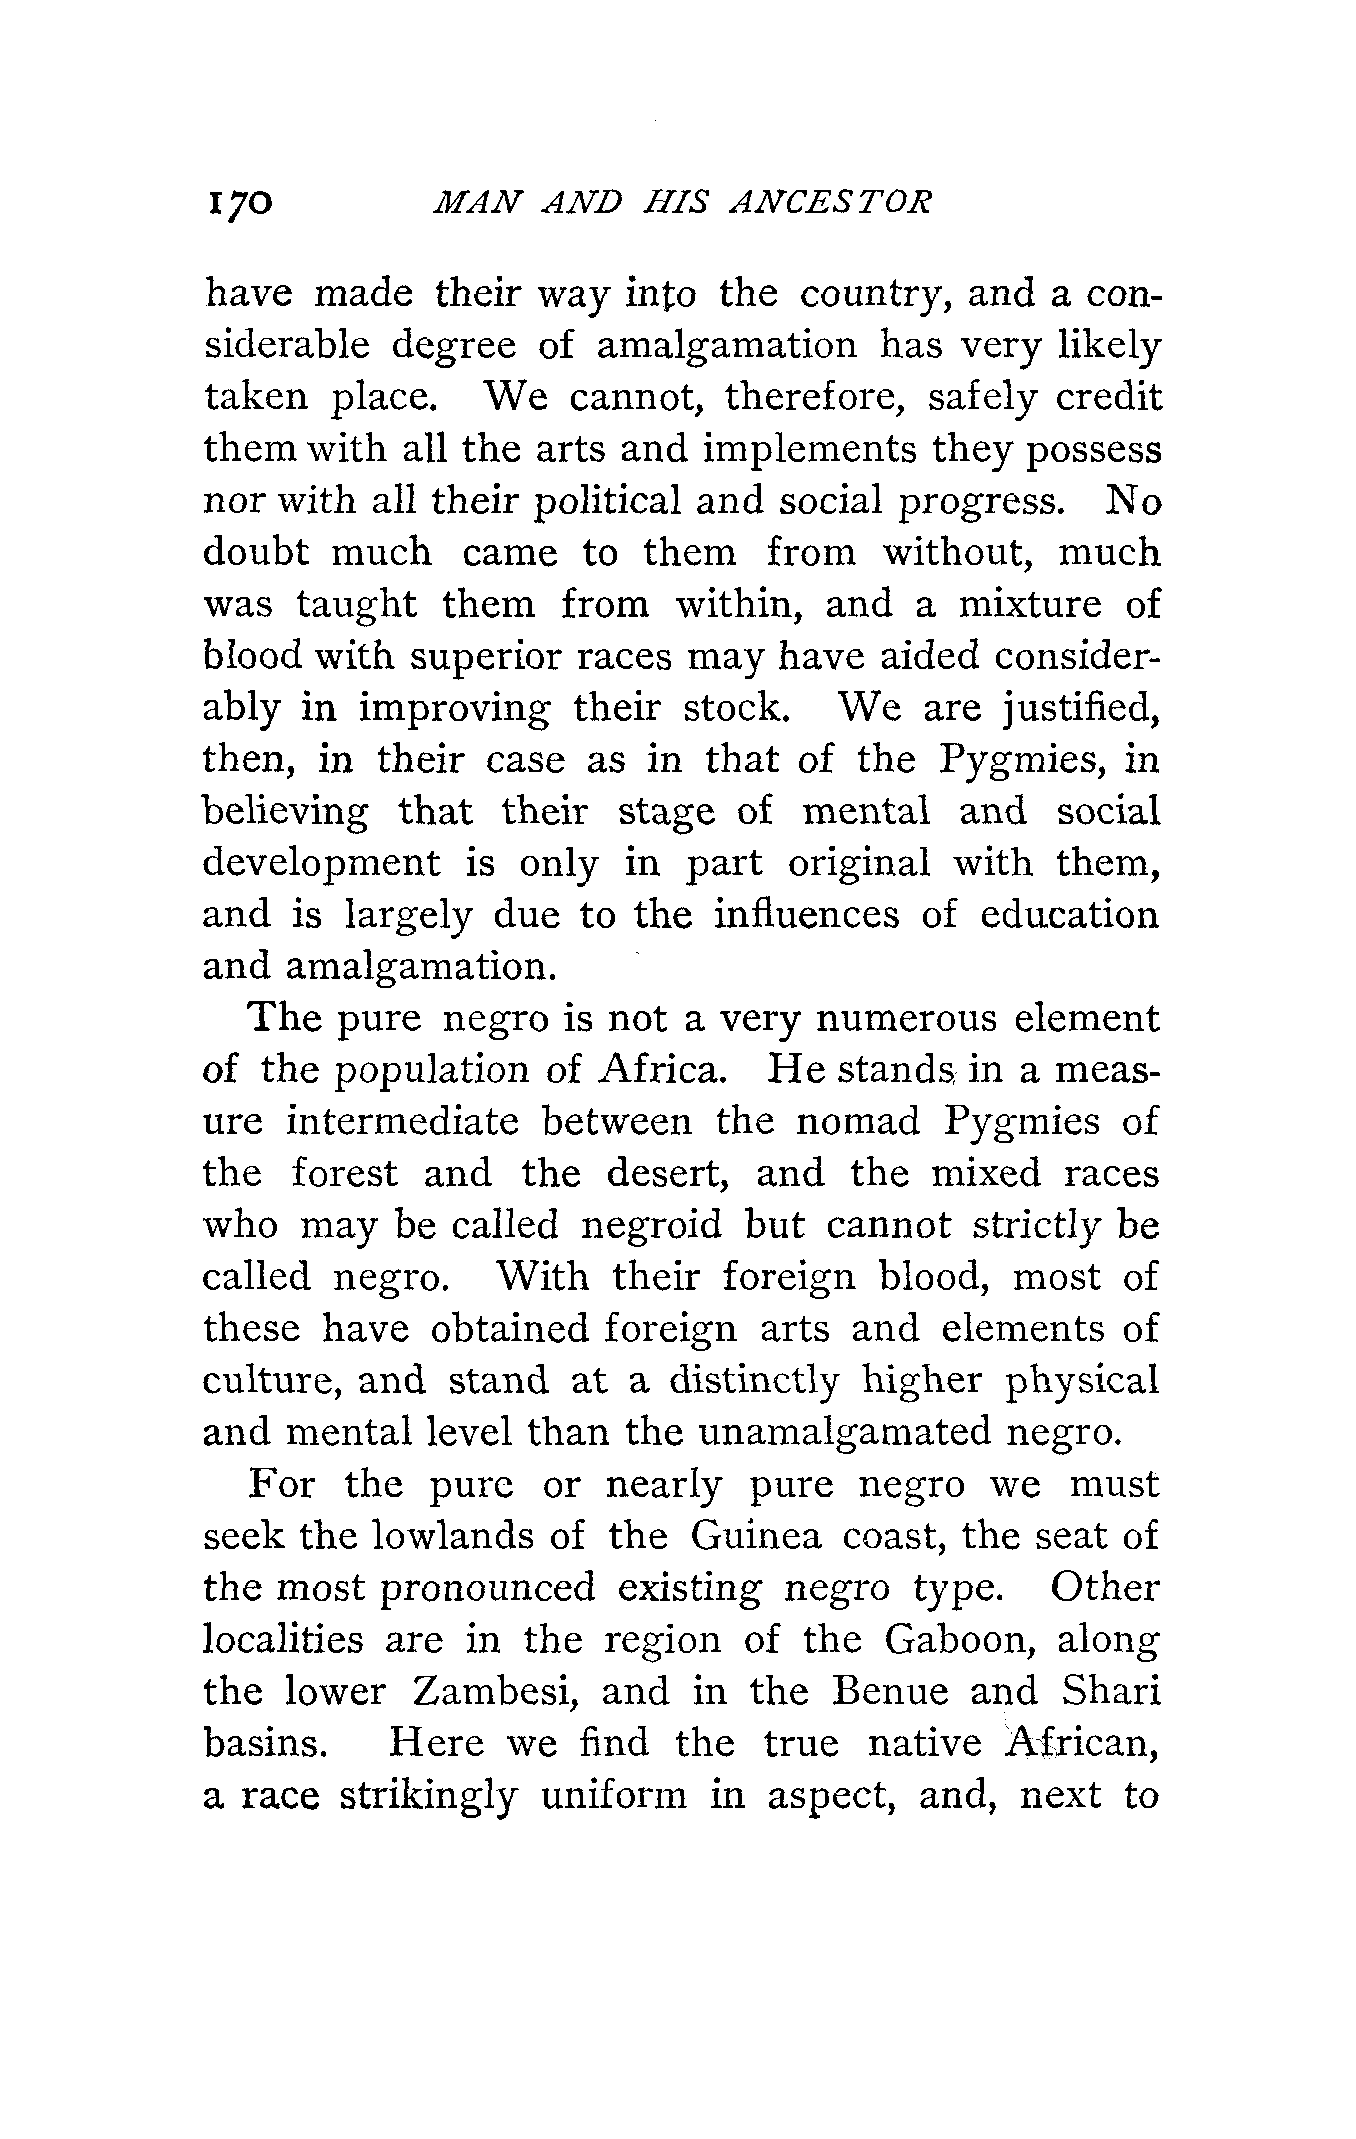 170 MAN AND HIS ANCESTOR
have made their way into the country, and a con-
siderable degree of amalgamation has very likely
taken place. We cannot, therefore, safely credit
them with all the arts and implements they possess
nor with all their political and social progress. No
doubt much came to them from without, much
was taught them from within, and a mixture of
blood with superior races may have aided consider-
ably in improving their stock. We are justified,
then, in their case as in that of the Pygmies, in
believing that their stage of mental and social
development is only in part original with them,
and is largely due to the influences of education
and amalgamation.
The pure negro is not a very numerous element
of the population of Africa. He stands in a meas-
ure intermediate between the nomad Pygmies of
the forest and the desert, and the mixed races
who may be called negroid but cannot strictly be
called negro. With their foreign blood, most of
these have obtained foreign arts and elements of
culture, and stand at a distinctly higher physical
and mental level than the unamalgamated negro.
For the pure or nearly pure negro we must
seek the lowlands of the Guinea coast, the seat of
the most pronounced existing negro type. Other
localities are in the region of the Gaboon, along
the lower Zambesi, and in the Benue and Shari
basins. Here we find the true native African,
a race strikingly uniform in aspect, and, next to